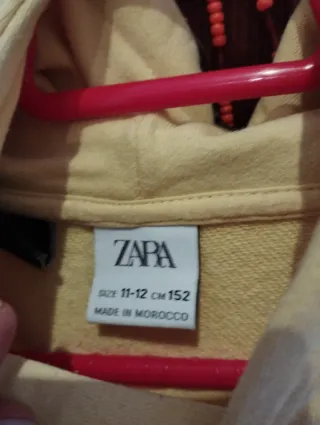 ZARA
SIZE 11-12 CM 152
MADE IN MOROCCO